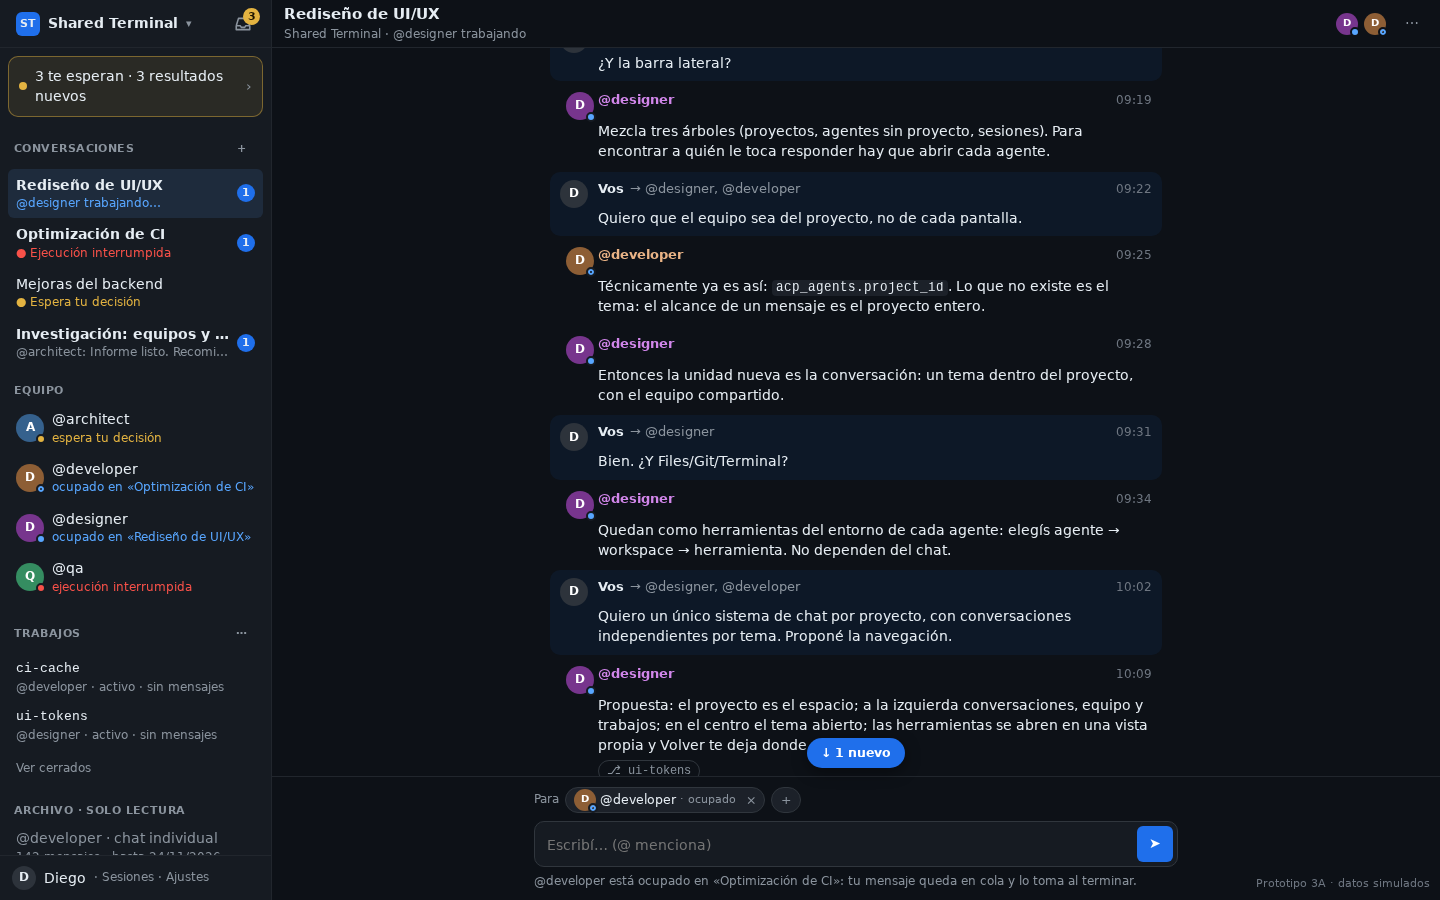 ST Shared Terminal ▾ 3
3 te esperan · 3 resultados
nuevos ›
CONVERSACIONES +
Rediseño de UI/UX
@designer trabajando… 1
Optimización de CI
Ejecución interrumpida 1
Mejoras del backend
Espera tu decisión
Investigación: equipos y …
@architect: Informe listo. Recomi… 1
EQUIPO
A @architect
espera tu decisión
D @developer
ocupado en «Optimización de CI»
D @designer
ocupado en «Rediseño de UI/UX»
Q @qa
ejecución interrumpida
TRABAJOS ···
ci-cache
@developer · activo · sin mensajes
ui-tokens
@designer · activo · sin mensajes
Ver cerrados
ARCHIVO · SOLO LECTURA
@developer · chat individual
D Diego · Sesiones · Ajustes
Rediseño de UI/UX
Shared Terminal · @designer trabajando
D D ···
¿Y la barra lateral?
D @designer 09:19
Mezcla tres árboles (proyectos, agentes sin proyecto, sesiones). Para
encontrar a quién le toca responder hay que abrir cada agente.
D Vos → @designer, @developer 09:22
Quiero que el equipo sea del proyecto, no de cada pantalla.
D @developer 09:25
Técnicamente ya es así: acp_agents.project_id. Lo que no existe es el
tema: el alcance de un mensaje es el proyecto entero.
D @designer 09:28
Entonces la unidad nueva es la conversación: un tema dentro del proyecto,
con el equipo compartido.
D Vos → @designer 09:31
Bien. ¿Y Files/Git/Terminal?
D @designer 09:34
Quedan como herramientas del entorno de cada agente: elegís agente →
workspace → herramienta. No dependen del chat.
D Vos → @designer, @developer 10:02
Quiero un único sistema de chat por proyecto, con conversaciones
independientes por tema. Proponé la navegación.
D @designer 10:09
Propuesta: el proyecto es el espacio; a la izquierda conversaciones, equipo y
trabajos; en el centro el tema abierto; las herramientas se abren en una vista
propia y Volver te deja donde
↓ 1 nuevo
ui-tokens
Para D @developer · ocupado × +
Escribí… (@ menciona) ➤
@developer está ocupado en «Optimización de CI»: tu mensaje queda en cola y lo toma al terminar.
Prototipo 3A · datos simulados